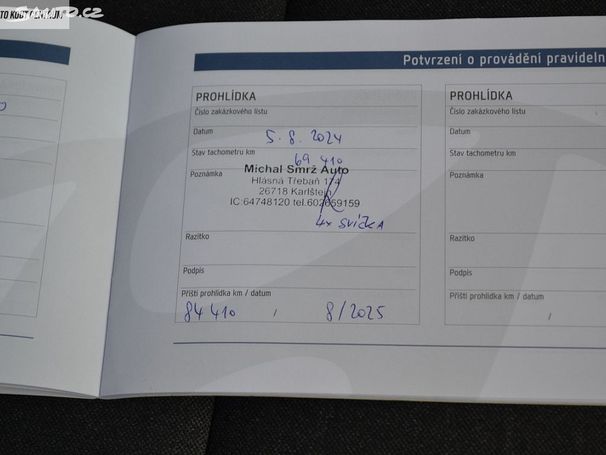 Potvrzení o provádění pravideln
PROHLÍDKA
Číslo zakázkového listu
Datum 5.8.2024
Stav tachometru km 69 410
Poznámka
Michal Smrž Auto
Hlásná Třebaň 174
26718 Karlštejn
IC:64748120 tel.602659159
4x SVÍČKA
Razítko
Podpis
Příští prohlídka km / datum
84 410 / 8/2025
PROHLÍDKA
Číslo zakázkového listu
Datum
Stav tachometru km
Poznámka
Razítko
Podpis
Příští prohlídka km / datum
/